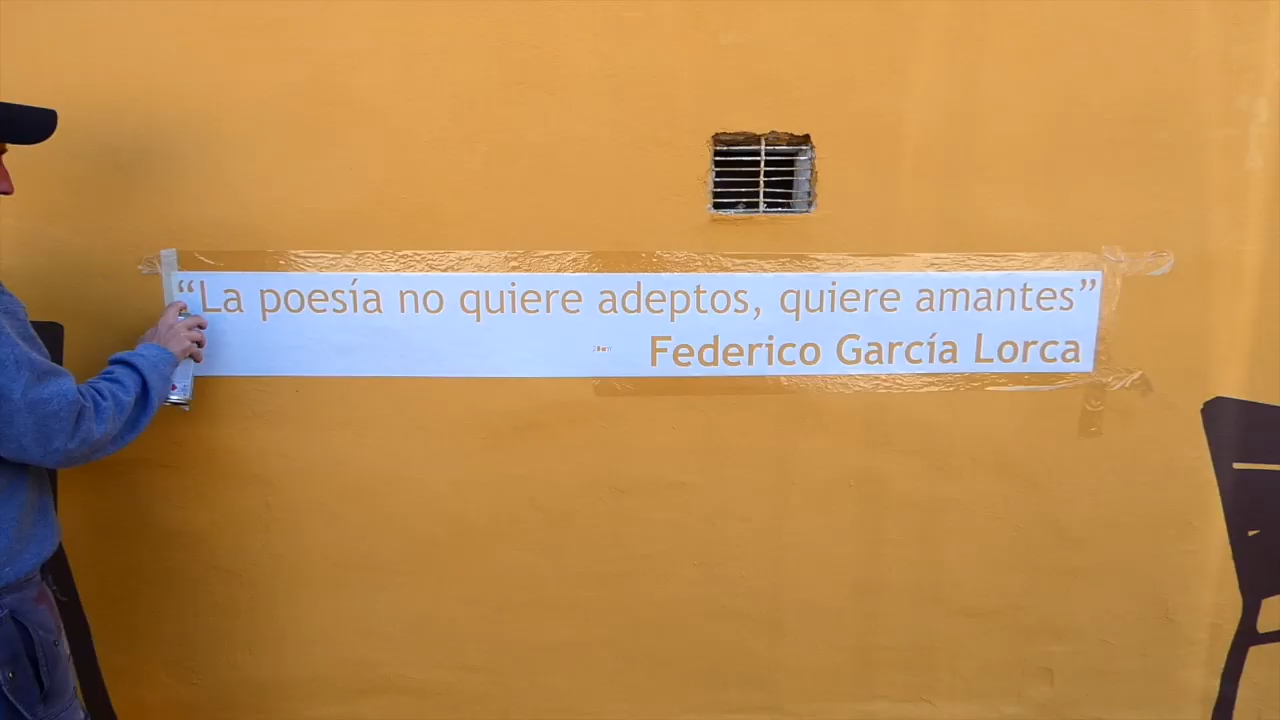 “La poesía no quiere adeptos, quiere amantes”
Federico García Lorca